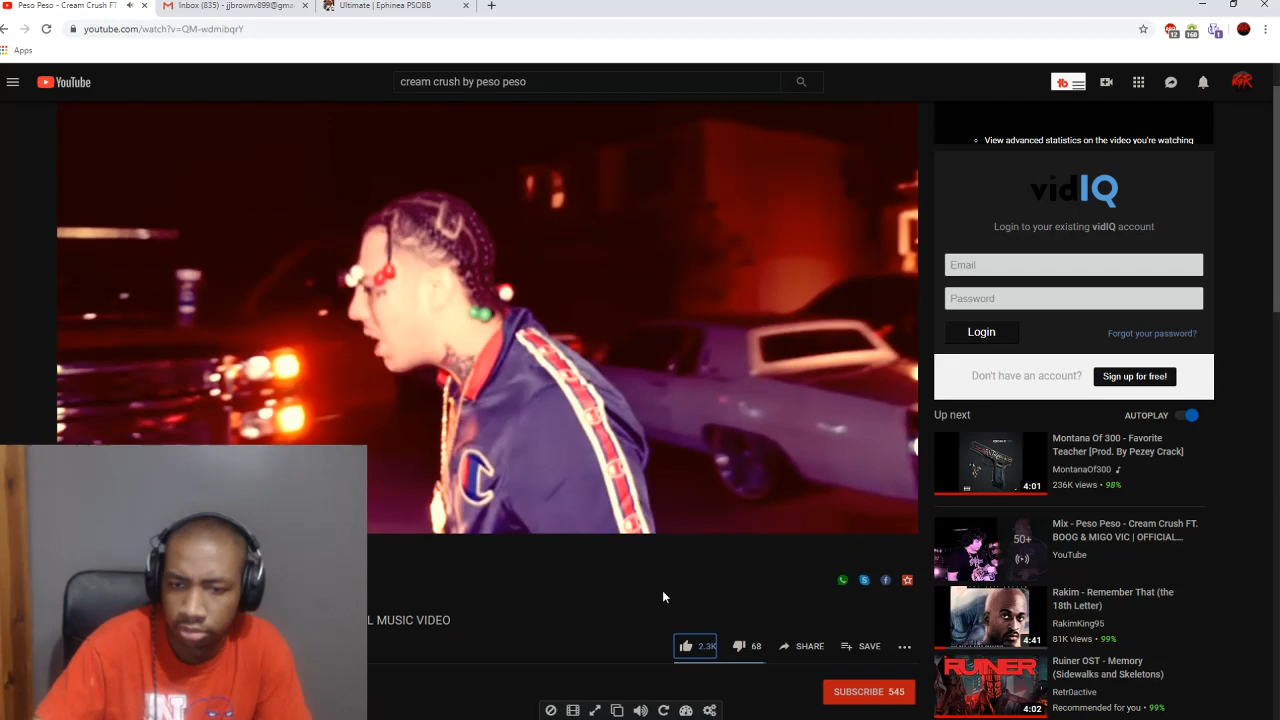 Peso Peso - Cream Crush FT
Inbox (835) - jjbrownv899@gma
Ultimate | Ephinea PSOBB
youtube.com/watch?v=QM-wdmibqrY
12
160
1
Apps
YouTube
cream crush by peso peso
View advanced statistics on the video you're watching
vidIQ
Login to your existing vidIQ account
Email
Password
Login
Forgot your password?
Don't have an account?
Sign up for free!
Up next
AUTOPLAY
Montana Of 300 - Favorite
Teacher [Prod. By Pezey Crack]
MontanaOf300
236K views • 98%
4:01
Mix - Peso Peso - Cream Crush FT.
BOOG & MIGO VIC | OFFICIAL...
YouTube
50+
Rakim - Remember That (the
18th Letter)
RakimKing95
81K views • 99%
4:41
Ruiner OST - Memory
(Sidewalks and Skeletons)
Retr0active
Recommended for you • 99%
RUINER
4:02
L MUSIC VIDEO
2.3K
68
SHARE
SAVE
SUBSCRIBE 545